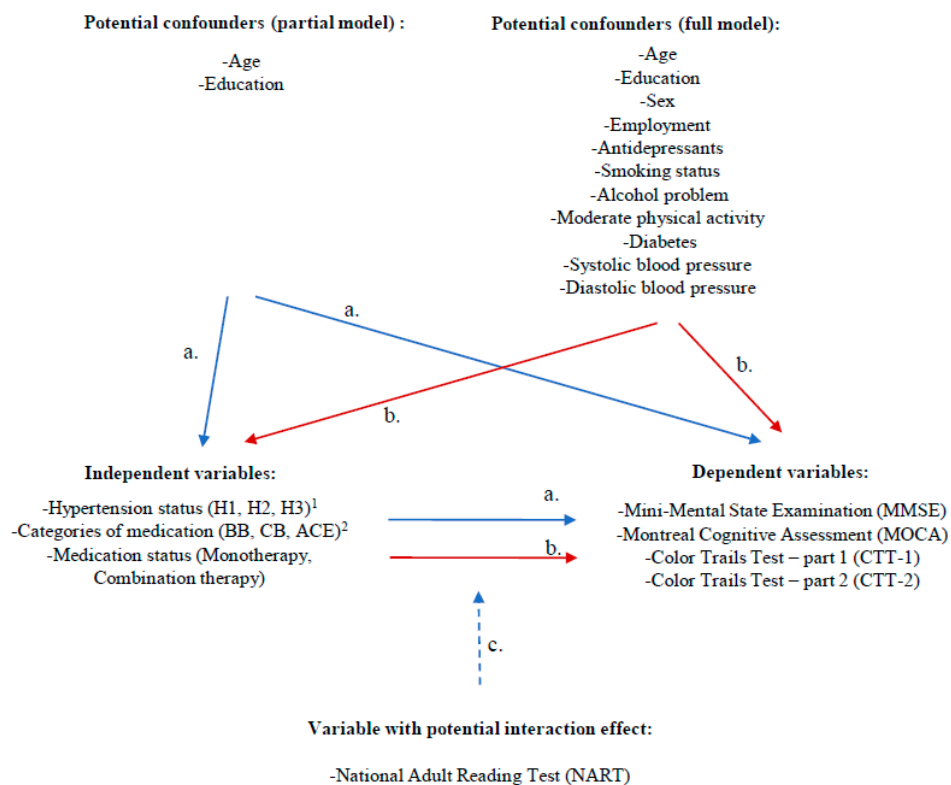 Potential confounders (partial model) :
-Age
-Education
Potential confounders (full model):
-Age
-Education
-Sex
-Employment
-Antidepressants
-Smoking status
-Alcohol problem
-Moderate physical activity
-Diabetes
-Systolic blood pressure
-Diastolic blood pressure
a.
a.
b.
b.
Independent variables:
-Hypertension status (H1, H2, H3)¹
-Categories of medication (BB, CB, ACE)²
-Medication status (Monotherapy,
Combination therapy)
a.
b.
Dependent variables:
-Mini-Mental State Examination (MMSE)
-Montreal Cognitive Assessment (MOCA)
-Color Trails Test – part 1 (CTT-1)
-Color Trails Test – part 2 (CTT-2)
c.
Variable with potential interaction effect:
-National Adult Reading Test (NART)